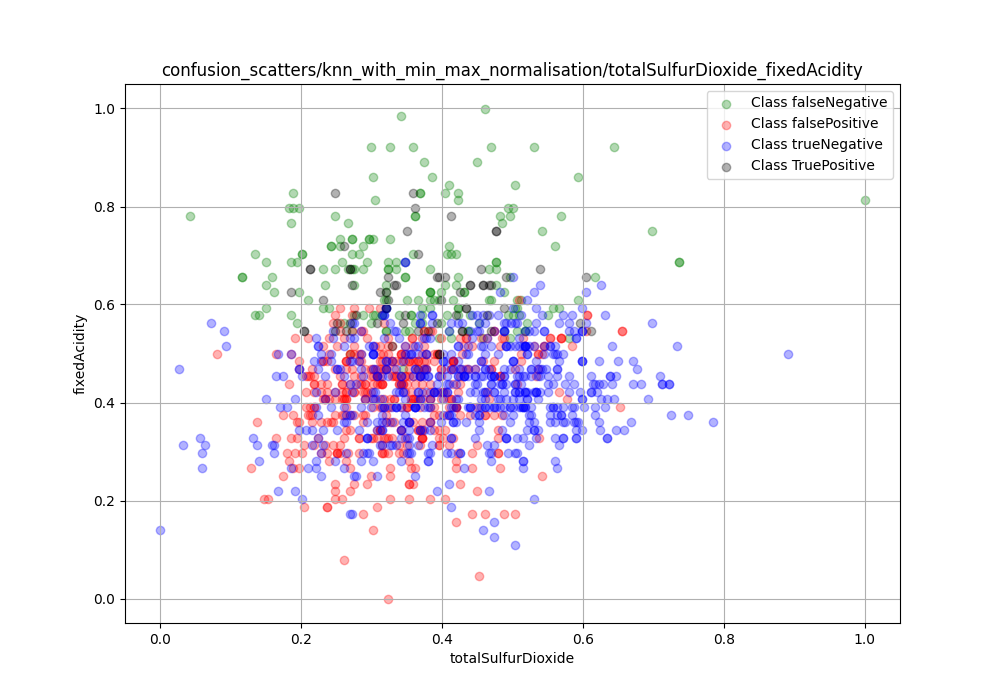 confusion_scatters/knn_with_min_max_normalisation/totalSulfurDioxide_fixedAcidity
Class falseNegative
Class falsePositive
Class trueNegative
Class TruePositive
1.0
0.8
0.6
0.4
0.2
0.0
fixedAcidity
0.0 0.2 0.4 0.6 0.8 1.0
totalSulfurDioxide